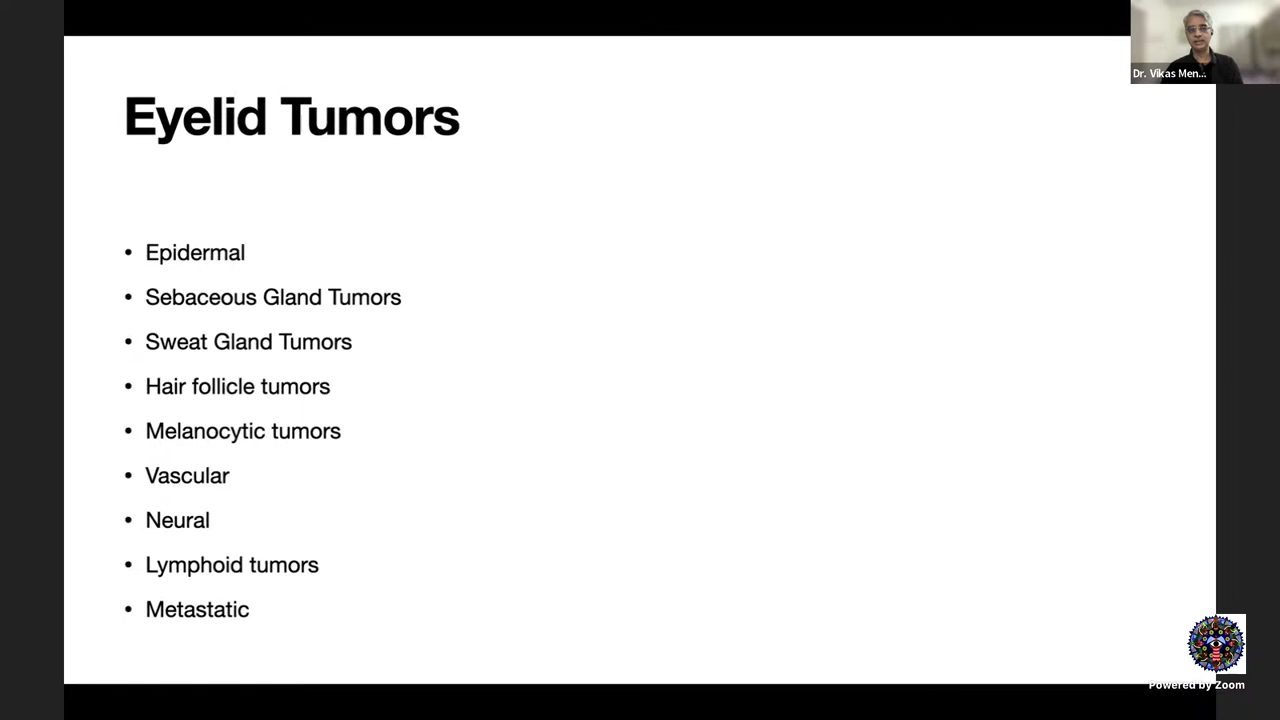 Dr. Vikas Men...
Eyelid Tumors
• Epidermal
• Sebaceous Gland Tumors
• Sweat Gland Tumors
• Hair follicle tumors
• Melanocytic tumors
• Vascular
• Neural
• Lymphoid tumors
• Metastatic
Powered by Zoom